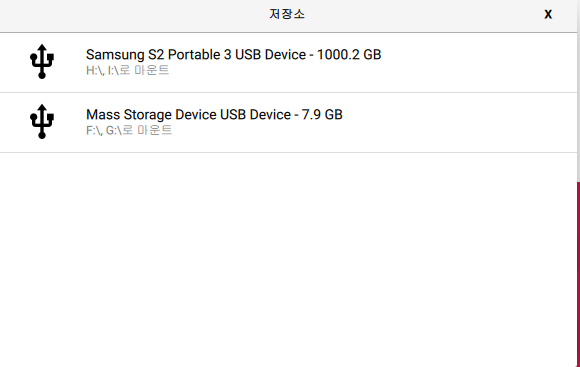 저장소
X
Samsung S2 Portable 3 USB Device - 1000.2 GB
H:\, I:\로 마운트
Mass Storage Device USB Device - 7.9 GB
F:\, G:\로 마운트